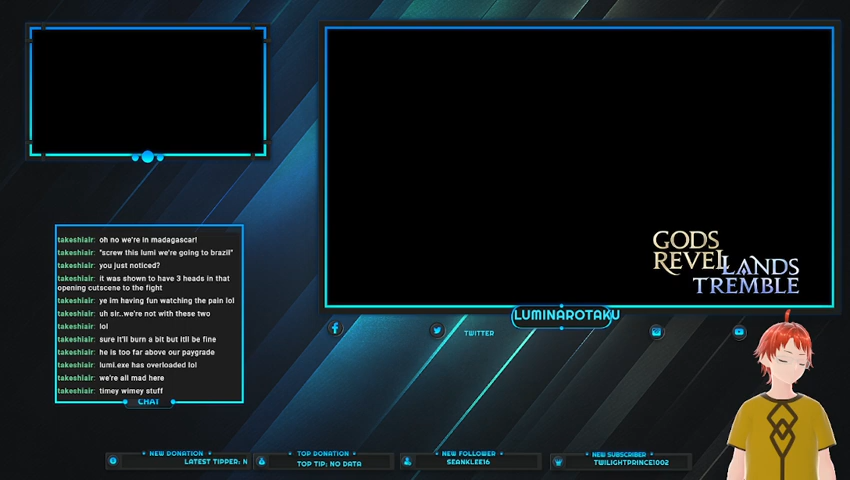 takeshiair: oh no we're in madagascar!
takeshiair: "screw this lumi we're going to brazil"
takeshiair: you just noticed?
takeshiair: it was shown to have 3 heads in that
opening cutscene to the fight
takeshiair: ye im having fun watching the pain lol
takeshiair: uh sir..we're not with these two
takeshiair: lol
takeshiair: sure it'll burn a bit but itll be fine
takeshiair: he is too far above our paygrade
takeshiair: lumi.exe has overloaded lol
takeshiair: we're all mad here
takeshiair: timey wimey stuff
CHAT
GODS
REVEL
LANDS
TREMBLE
LUMINAROTAKU
TWITTER
NEW DONATION
LATEST TIPPER: N
TOP DONATION
TOP TIP: NO DATA
NEW FOLLOWER
SEANKLEE16
NEW SUBSCRIBER
TWILIGHTPRINCE1002